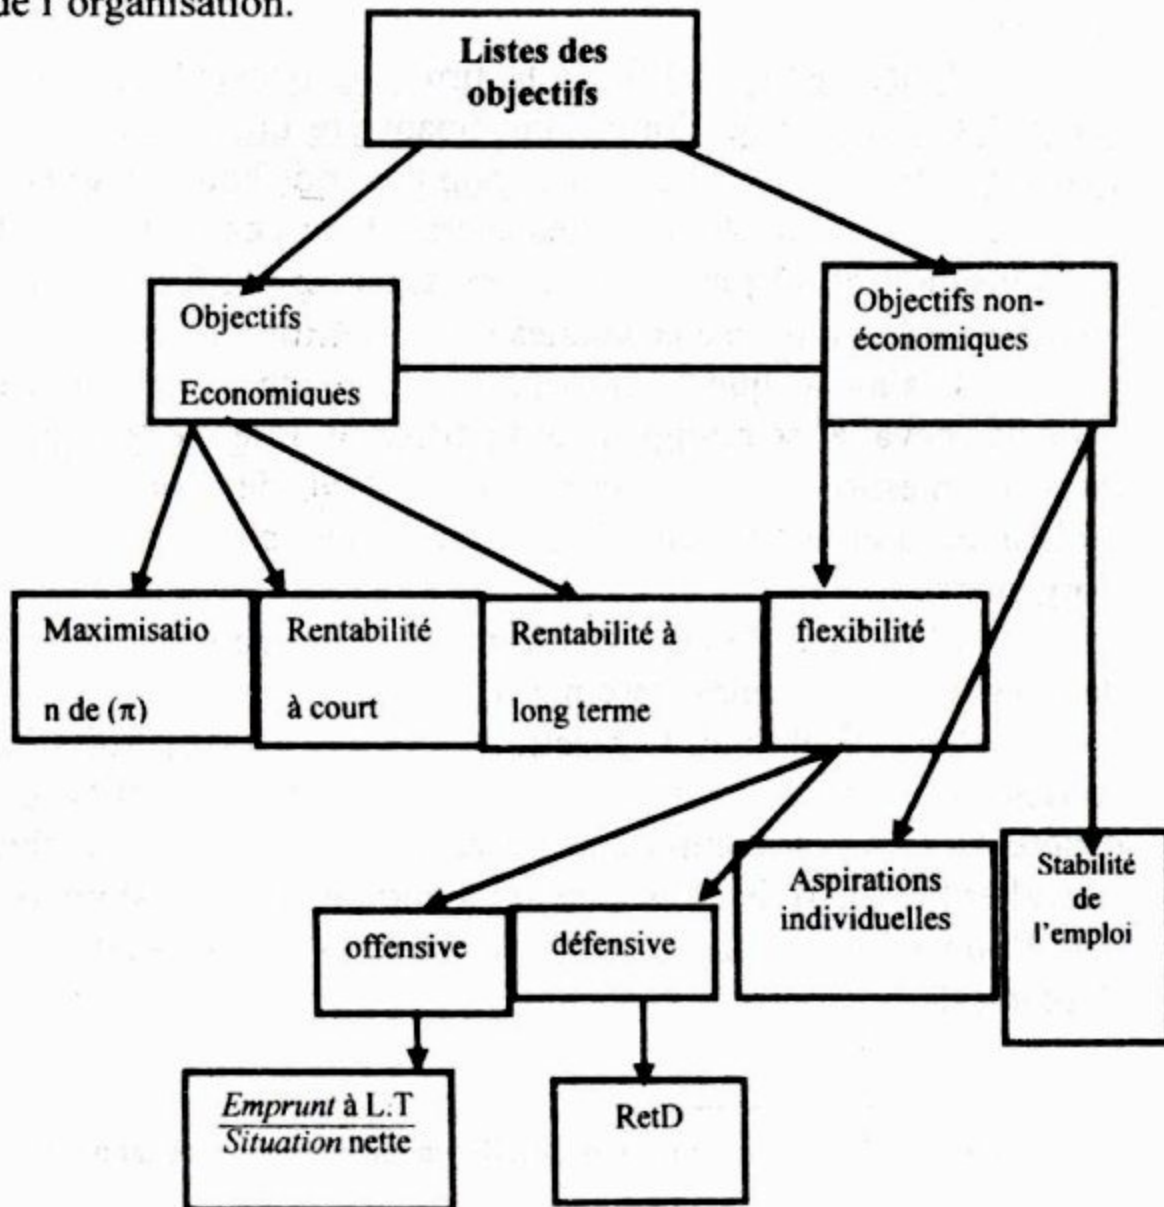 de l'organisation.
Listes des
objectifs
Objectifs
Economiques
Objectifs non-
économiques
Maximisatio
n de (π)
Rentabilité
à court
Rentabilité à
long terme
flexibilité
Aspirations
individuelles
Stabilité
de
l'emploi
offensive
défensive
Emprunt à L.T
Situation nette
RetD